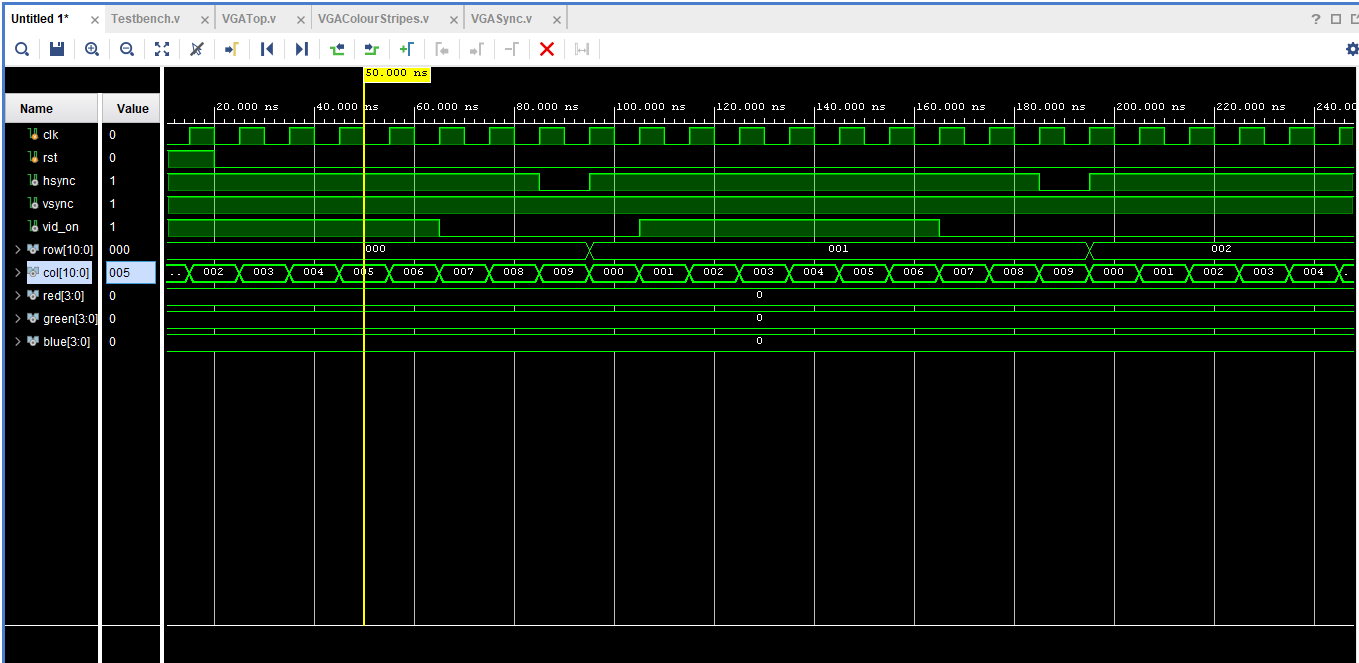 Untitled 1* × Testbench.v × VGATop.v × VGAColourStripes.v × VGASync.v ×
?
50.000 ns
Name Value
20.000 ns 40.000 ns 60.000 ns 80.000 ns 100.000 ns 120.000 ns 140.000 ns 160.000 ns 180.000 ns 200.000 ns 220.000 ns 240.0
clk 0
rst 0
hsync 1
vsync 1
vid_on 1
row[10:0] 000 000 001 002
col[10:0] 005 .. 002 003 004 005 006 007 008 009 000 001 002 003 004 005 006 007 008 009 000 001 002 003 004 .
red[3:0] 0 0
green[3:0] 0 0
blue[3:0] 0 0